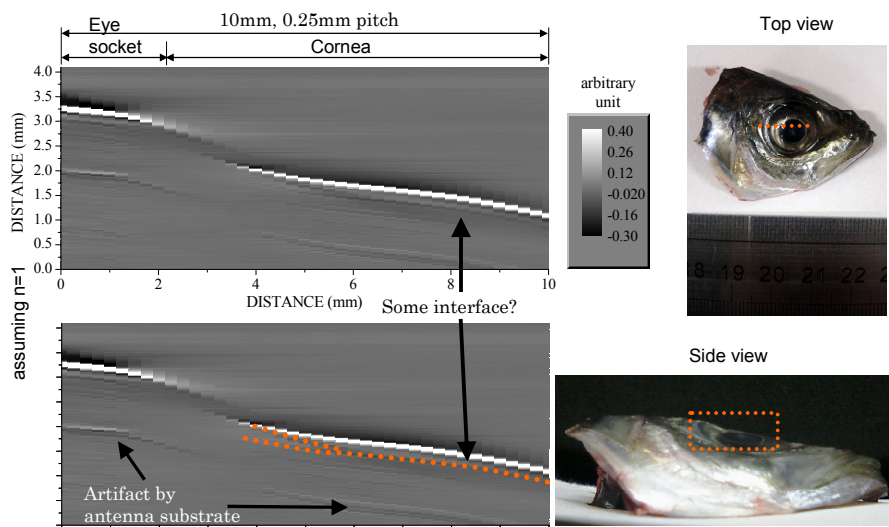 10mm, 0.25mm pitch
Eye
socket
Cornea
4.0
3.5
3.0
2.5
2.0
1.5
1.0
0.5
0.0
DISTANCE (mm)
0 2 4 6 8 10
DISTANCE (mm)
assuming n=1
Some interface?
Artifact by
antenna substrate
arbitrary
unit
0.40
0.26
0.12
-0.020
-0.16
-0.30
Top view
18 19 20 21 22
Side view